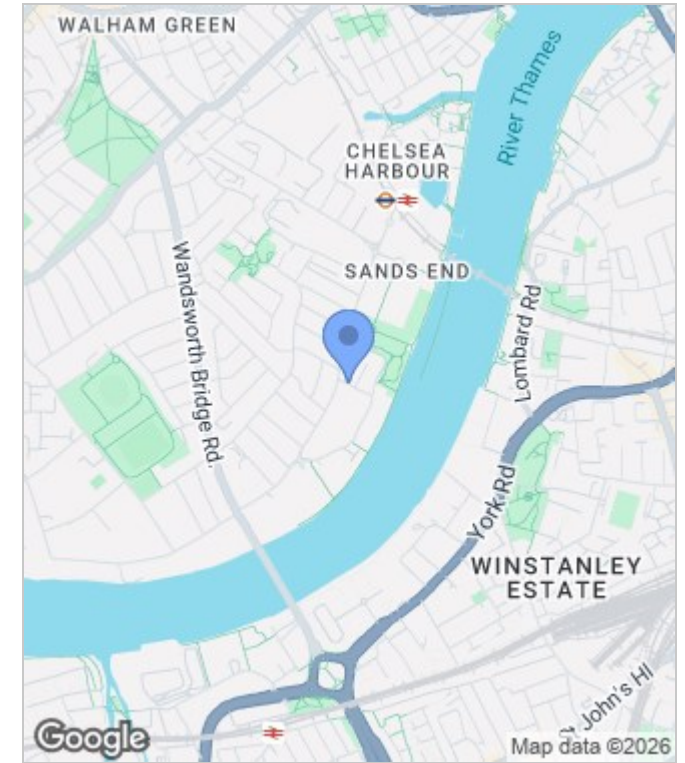 WALHAM GREEN
River Thames
CHELSEA
HARBOUR
SANDS END
Wandsworth Bridge Rd.
Lombard Rd
York Rd
WINSTANLEY
ESTATE
St John's Hl
Google
Map data ©2026